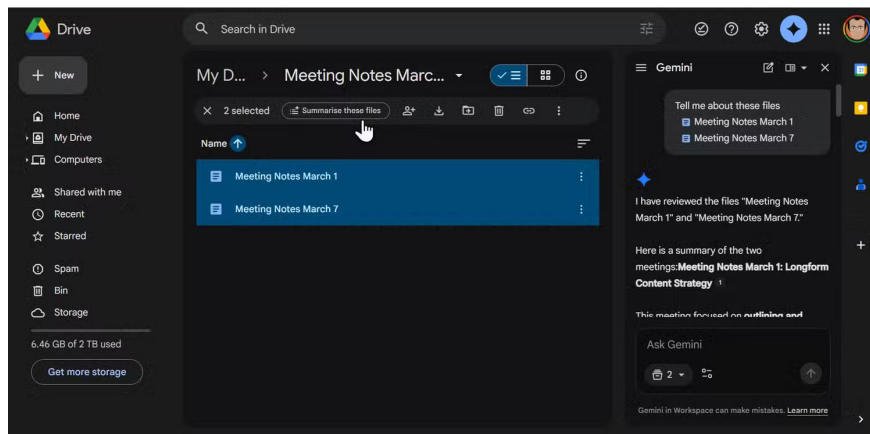 Drive
Search in Drive
New
Home
My Drive
Computers
Shared with me
Recent
Starred
Spam
Bin
Storage
6.46 GB of 2 TB used
Get more storage
My D... > Meeting Notes Marc...
2 selected
Summarise these files
Name
Meeting Notes March 1
Meeting Notes March 7
Gemini
Tell me about these files
Meeting Notes March 1
Meeting Notes March 7
I have reviewed the files "Meeting Notes
March 1" and "Meeting Notes March 7."
Here is a summary of the two
meetings:Meeting Notes March 1: Longform
Content Strategy 1
This meeting focused on outlining and
Ask Gemini
2
Gemini in Workspace can make mistakes. Learn more